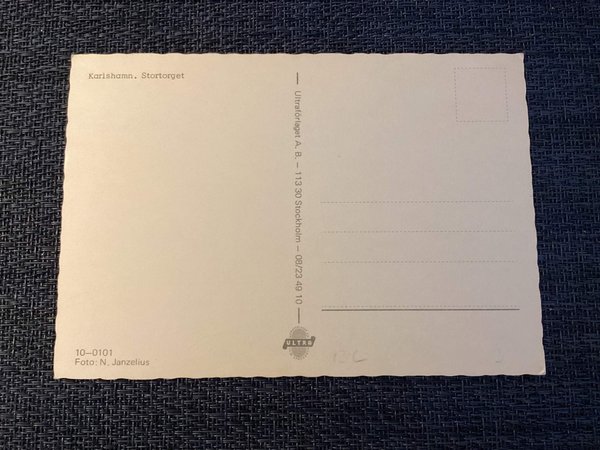 Karlshamn. Stortorget
Ultraförlaget A. B. – 113 30 Stockholm – 08/23 49 10
ULTRA
10–0101
Foto: N. Janzelius